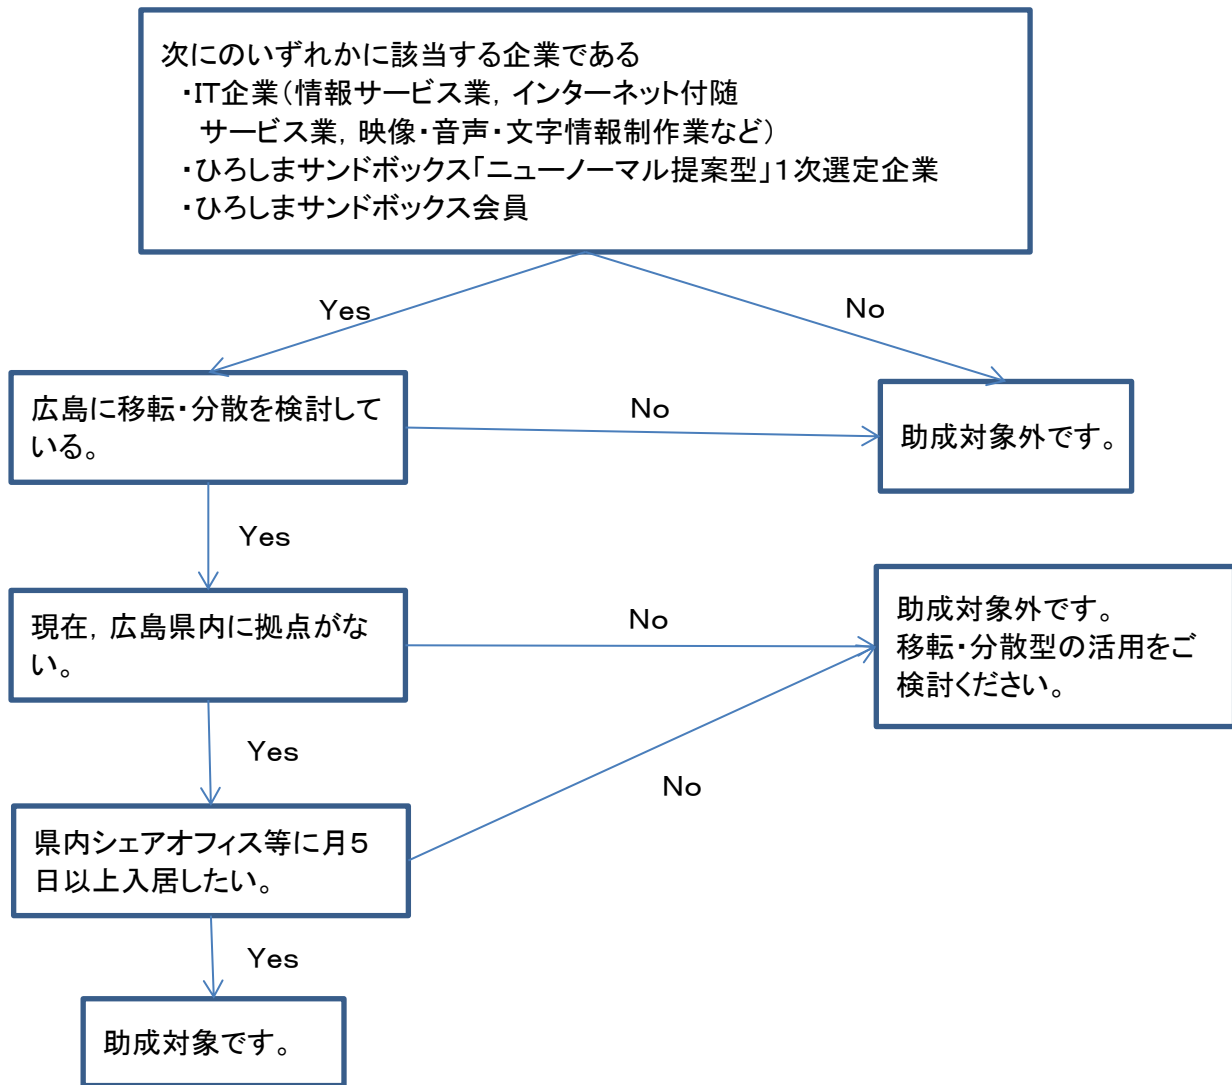 次にのいずれかに該当する企業である
・IT企業（情報サービス業，インターネット付随
サービス業，映像・音声・文字情報制作業など）
・ひろしまサンドボックス「ニューノーマル提案型」１次選定企業
・ひろしまサンドボックス会員
Yes
No
広島に移転・分散を検討して
いる。
No
助成対象外です。
Yes
現在，広島県内に拠点がな
い。
No
助成対象外です。
移転・分散型の活用をご
検討ください。
Yes
No
県内シェアオフィス等に月５
日以上入居したい。
Yes
助成対象です。